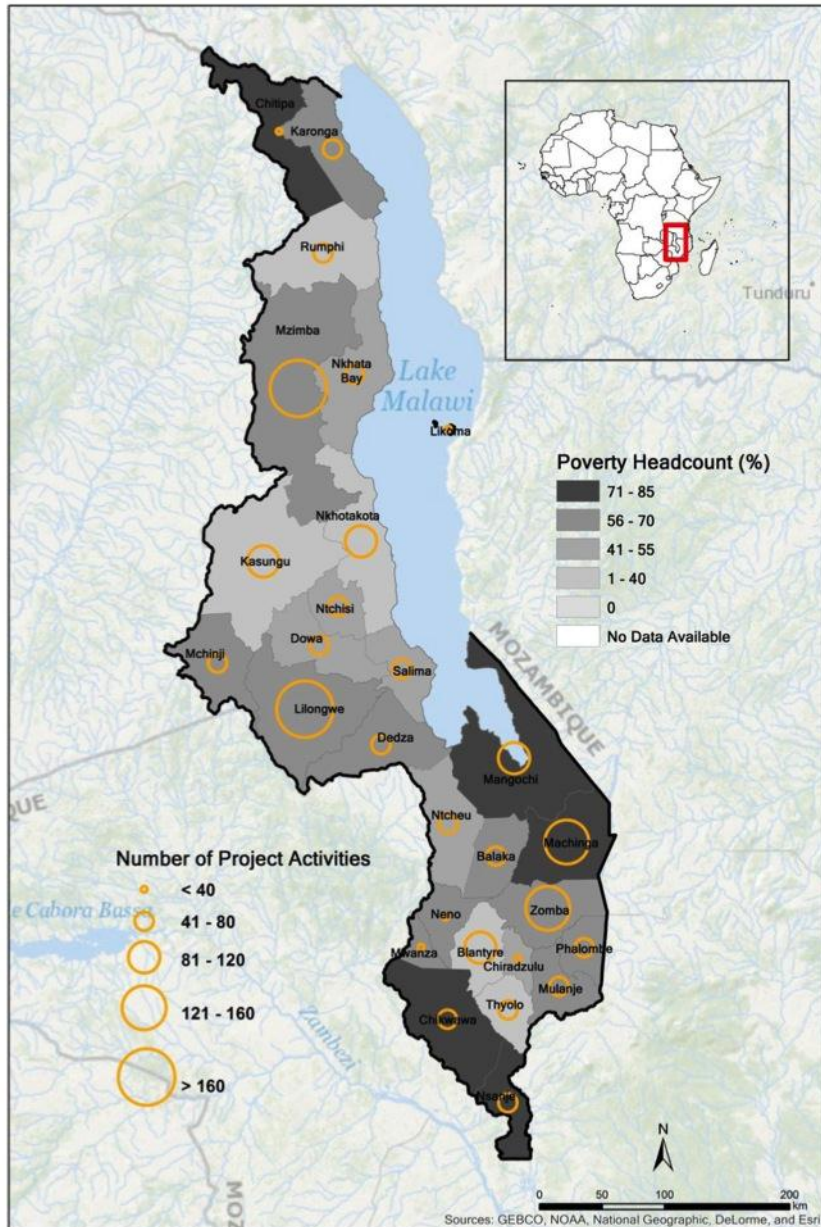 Chitipa
Karonga
Rumphi
Mzimba
Nkhata
Bay
Lake
Malawi
Likoma
Tunduru
Poverty Headcount (%)
71 - 85
56 - 70
41 - 55
1 - 40
0
No Data Available
Nkhotakota
Kasungu
Ntchisi
Dowa
Mchinji
Salima
Lilongwe
Dedza
MOZAMBIQUE
Mangochi
QUE
Ntcheu
Machinga
Balaka
Number of Project Activities
< 40
41 - 80
81 - 120
121 - 160
> 160
e Cabora Bassa
Zomba
Neno
Mwanza
Blantyre
Phalombe
Chiradzulu
Mulanje
Thyolo
Chikwawa
Zambezi
Nsanje
N
0 50 100 200
km
MOZ
Sources: GEBCO, NOAA, National Geographic, DeLorme, and Esri